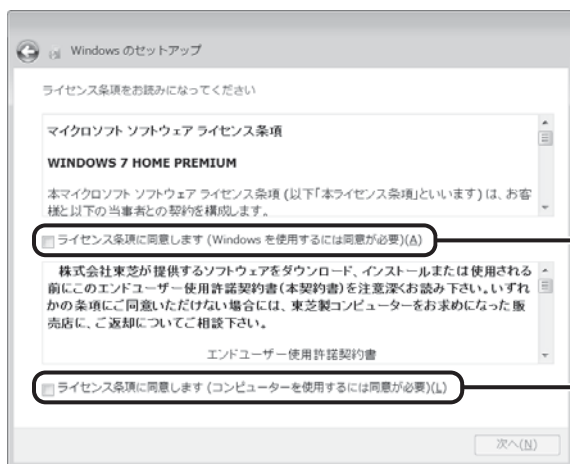 Windows のセットアップ
ライセンス条項をお読みになってください
マイクロソフト ソフトウェア ライセンス条項
WINDOWS 7 HOME PREMIUM
本マイクロソフト ソフトウェア ライセンス条項 (以下「本ライセンス条項」といいます) は、お客
様と以下の当事者との契約を構成します。
ライセンス条項に同意します (Windows を使用するには同意が必要)(A)
株式会社東芝が提供するソフトウェアをダウンロード、インストールまたは使用される
前にこのエンドユーザー使用許諾契約書(本契約書)を注意深くお読み下さい。いずれ
かの条項にご同意いただけない場合には、東芝製コンピューターをお求めになった販
売店に、ご返却についてご相談下さい。
エンドユーザー使用許諾契約書
ライセンス条項に同意します (コンピューターを使用するには同意が必要)(L)
次へ(N)